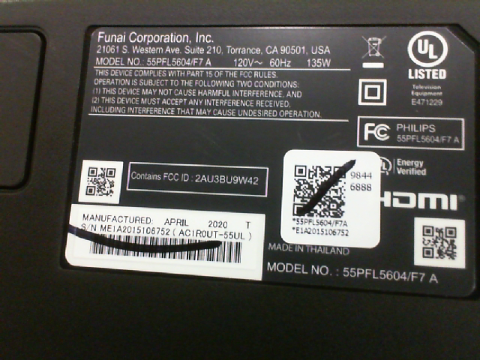 Funai Corporation, Inc.
21061 S. Western Ave. Suite 210, Torrance, CA 90501, USA
MODEL NO.: 55PFL5604/F7 A 120V~ 60Hz 135W
THIS DEVICE COMPLIES WITH PART 15 OF THE FCC RULES.
OPERATION IS SUBJECT TO THE FOLLOWING TWO CONDITIONS:
(1) THIS DEVICE MAY NOT CAUSE HARMFUL INTERFERENCE, AND
(2) THIS DEVICE MUST ACCEPT ANY INTERFERENCE RECEIVED,
INCLUDING INTERFERENCE THAT MAY CAUSE UNDESIRED OPERATION.
UL
LISTED
Television
Equipment
E471229
FC PHILIPS
55PFL5604/F7 A
UL Energy
Verified
Contains FCC ID : 2AU3BU9W42
9844
6888
*55PFL5604/F7A
*E1A2015106752
HDMI
MANUFACTURED: APRIL 2020 T
S/N ME1A2015106752 (AC1R0UT-55UL)
MADE IN THAILAND
MODEL NO. : 55PFL5604/F7 A